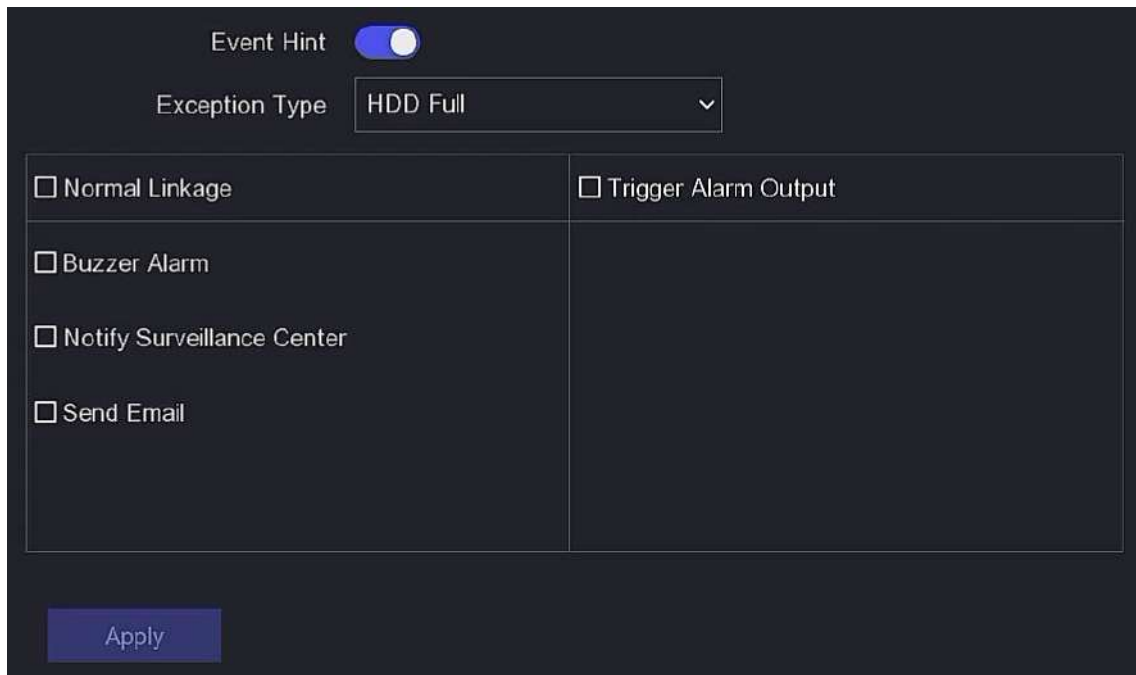 Event Hint
Exception Type HDD Full
Normal Linkage Trigger Alarm Output
Buzzer Alarm
Notify Surveillance Center
Send Email
Apply